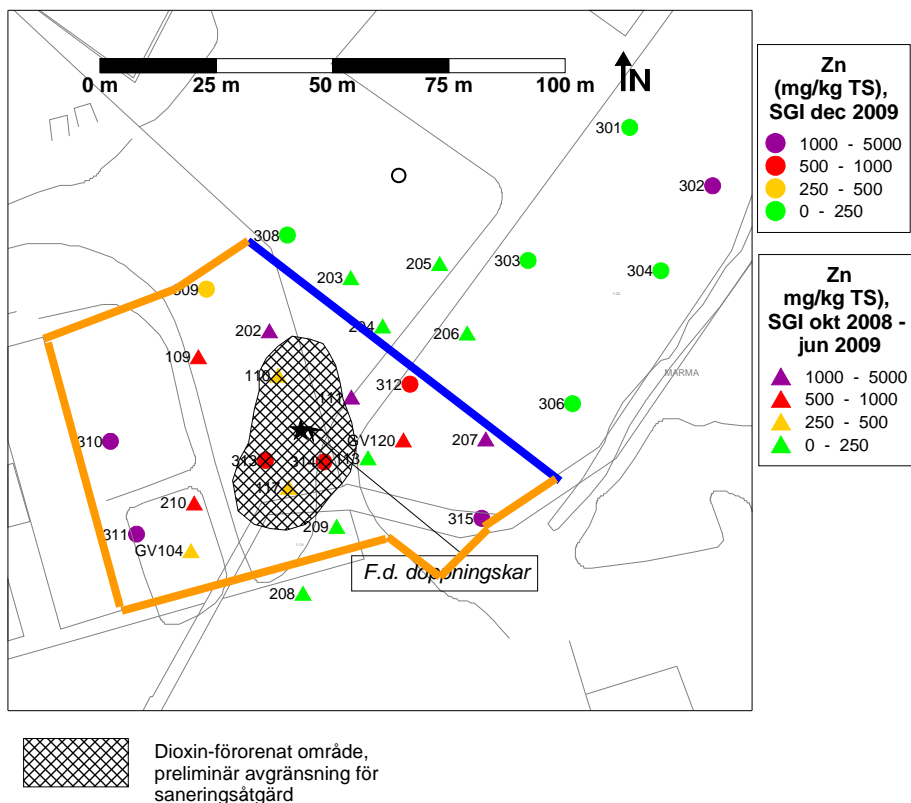 0 m 25 m 50 m 75 m 100 m
N
Zn
(mg/kg TS),
SGI dec 2009
1000 - 5000
500 - 1000
250 - 500
0 - 250
Zn
mg/kg TS),
SGI okt 2008 -
jun 2009
1000 - 5000
500 - 1000
250 - 500
0 - 250
301
302
308
303
205
304
203
309
204
206
202
109
110
312
MARMA
111
306
310
GV120
207
313
314
113
117
210
315
209
311
GV104
F.d. doppningskar
208
Dioxin-förorenat område,
preliminär avgränsning för
saneringsåtgärd